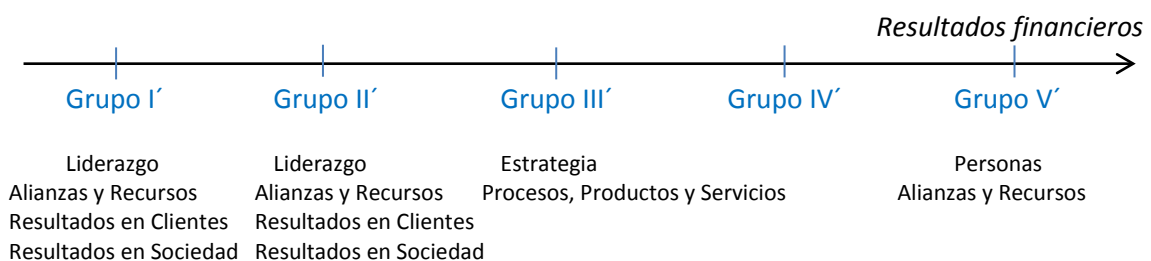 Resultados financieros
Grupo I´ Grupo II´ Grupo III´ Grupo IV´ Grupo V´
Liderazgo Liderazgo Estrategia Personas
Alianzas y Recursos Alianzas y Recursos Procesos, Productos y Servicios Alianzas y Recursos
Resultados en Clientes Resultados en Clientes
Resultados en Sociedad Resultados en Sociedad